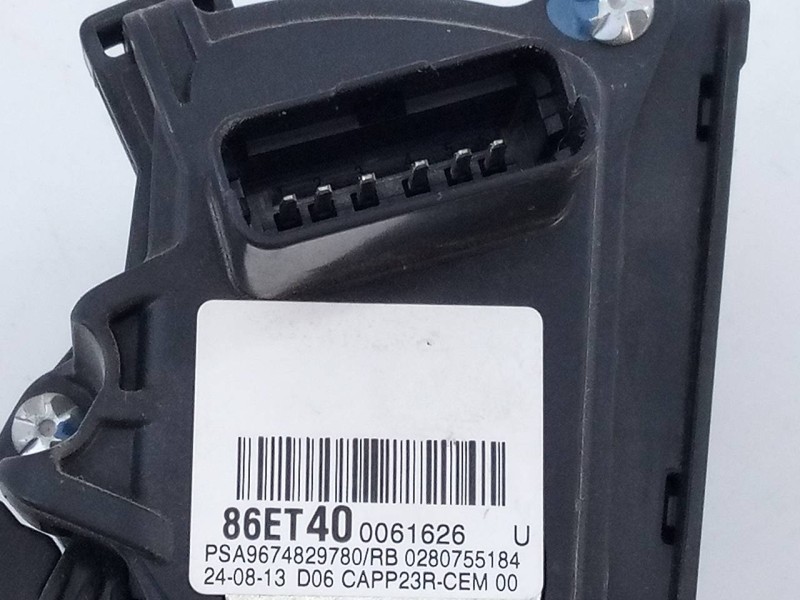 86ET40 0061626 U
PSA9674829780/RB 0280755184
24-08-13 D06 CAPP23R-CEM 00